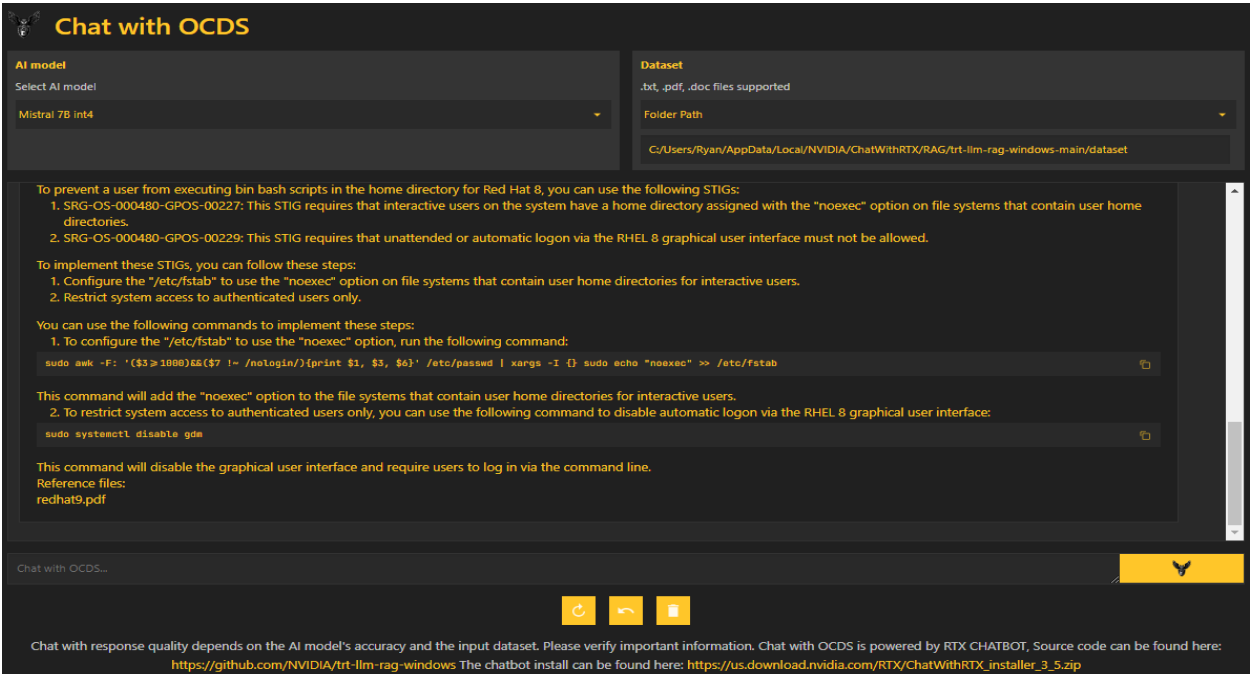 Chat with OCDS
AI model
Select AI model
Mistral 7B int4
Dataset
.txt, .pdf, .doc files supported
Folder Path
C:/Users/Ryan/AppData/Local/NVIDIA/ChatWithRTX/RAG/trt-llm-rag-windows-main/dataset
To prevent a user from executing bin bash scripts in the home directory for Red Hat 8, you can use the following STIGs:
1. SRG-OS-000480-GPOS-00227: This STIG requires that interactive users on the system have a home directory assigned with the "noexec" option on file systems that contain user home
directories.
2. SRG-OS-000480-GPOS-00229: This STIG requires that unattended or automatic logon via the RHEL 8 graphical user interface must not be allowed.
To implement these STIGs, you can follow these steps:
1. Configure the "/etc/fstab" to use the "noexec" option on file systems that contain user home directories for interactive users.
2. Restrict system access to authenticated users only.
You can use the following commands to implement these steps:
1. To configure the "/etc/fstab" to use the "noexec" option, run the following command:
sudo awk -F: '($3>=1000)&&($7 !~ /nologin/){print $1, $3, $6}' /etc/passwd | xargs -I {} sudo echo "noexec" >> /etc/fstab
This command will add the "noexec" option to the file systems that contain user home directories for interactive users.
2. To restrict system access to authenticated users only, you can use the following command to disable automatic logon via the RHEL 8 graphical user interface:
sudo systemctl disable gdm
This command will disable the graphical user interface and require users to log in via the command line.
Reference files:
redhat9.pdf
Chat with OCDS...
Chat with response quality depends on the AI model's accuracy and the input dataset. Please verify important information. Chat with OCDS is powered by RTX CHATBOT, Source code can be found here:
https://github.com/NVIDIA/trt-llm-rag-windows The chatbot install can be found here: https://us.download.nvidia.com/RTX/ChatWithRTX_installer_3_5.zip